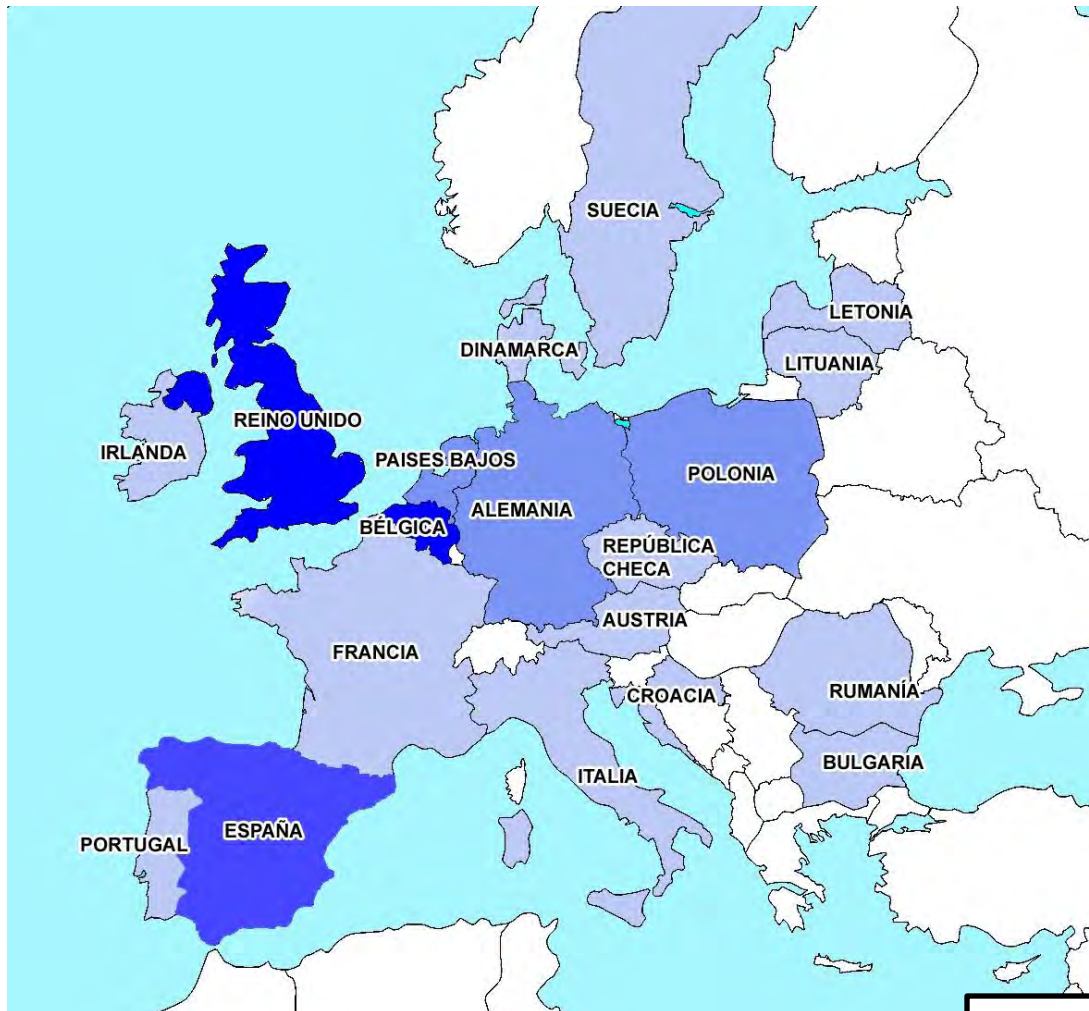 SUECIA
LETONIA
DINAMARCA
LITUANIA
REINO UNIDO
IRLANDA
PAISES BAJOS
POLONIA
ALEMANIA
BÉLGICA
REPÚBLICA
CHECA
AUSTRIA
FRANCIA
CROACIA
RUMANÍA
BULGARIA
ITALIA
ESPAÑA
PORTUGAL